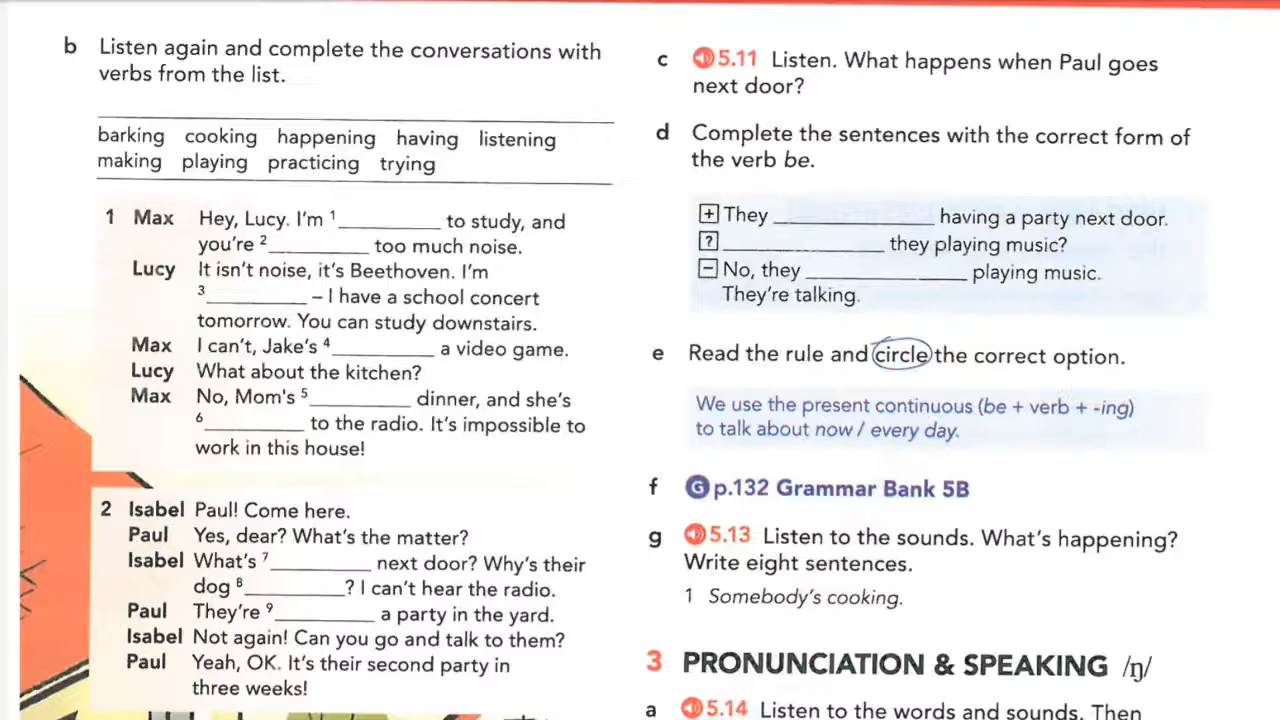 b Listen again and complete the conversations with
verbs from the list.
barking cooking happening having listening
making playing practicing trying
1 Max Hey, Lucy. I'm 1__________ to study, and
you're 2__________ too much noise.
Lucy It isn't noise, it's Beethoven. I'm
3__________ – I have a school concert
tomorrow. You can study downstairs.
Max I can't, Jake's 4__________ a video game.
Lucy What about the kitchen?
Max No, Mom's 5__________ dinner, and she's
6__________ to the radio. It's impossible to
work in this house!
2 Isabel Paul! Come here.
Paul Yes, dear? What's the matter?
Isabel What's 7__________ next door? Why's their
dog 8__________? I can't hear the radio.
Paul They're 9__________ a party in the yard.
Isabel Not again! Can you go and talk to them?
Paul Yeah, OK. It's their second party in
three weeks!
c 5.11 Listen. What happens when Paul goes
next door?
d Complete the sentences with the correct form of
the verb be.
+ They ________________ having a party next door.
? ________________ they playing music?
− No, they ________________ playing music.
They're talking.
e Read the rule and circle the correct option.
We use the present continuous (be + verb + -ing)
to talk about now / every day.
f G p.132 Grammar Bank 5B
g 5.13 Listen to the sounds. What's happening?
Write eight sentences.
1 Somebody's cooking.
3 PRONUNCIATION & SPEAKING /ŋ/
a 5.14 Listen to the words and sounds. Then